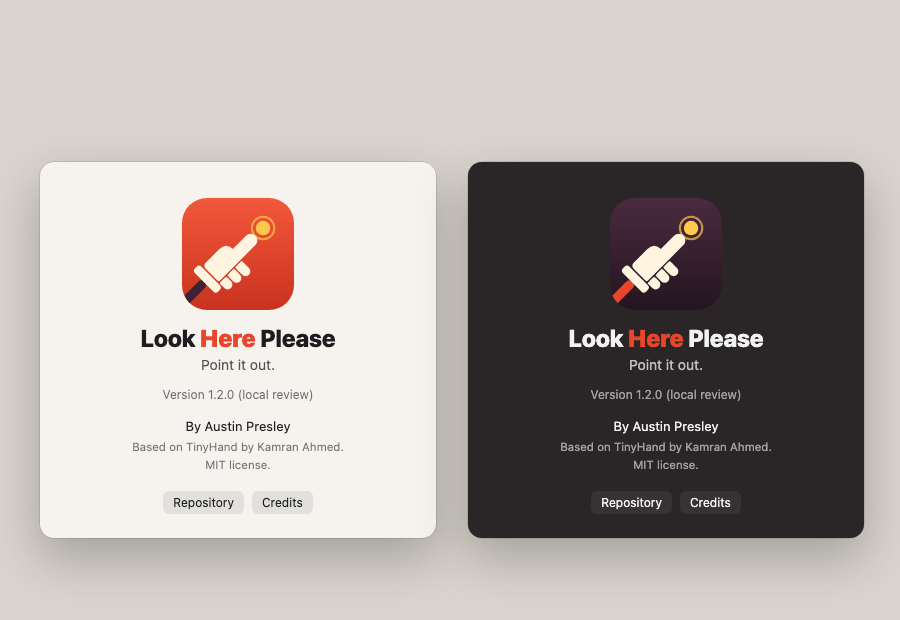 Look Here Please
Point it out.
Version 1.2.0 (local review)
By Austin Presley
Based on TinyHand by Kamran Ahmed.
MIT license.
Repository Credits
Look Here Please
Point it out.
Version 1.2.0 (local review)
By Austin Presley
Based on TinyHand by Kamran Ahmed.
MIT license.
Repository Credits